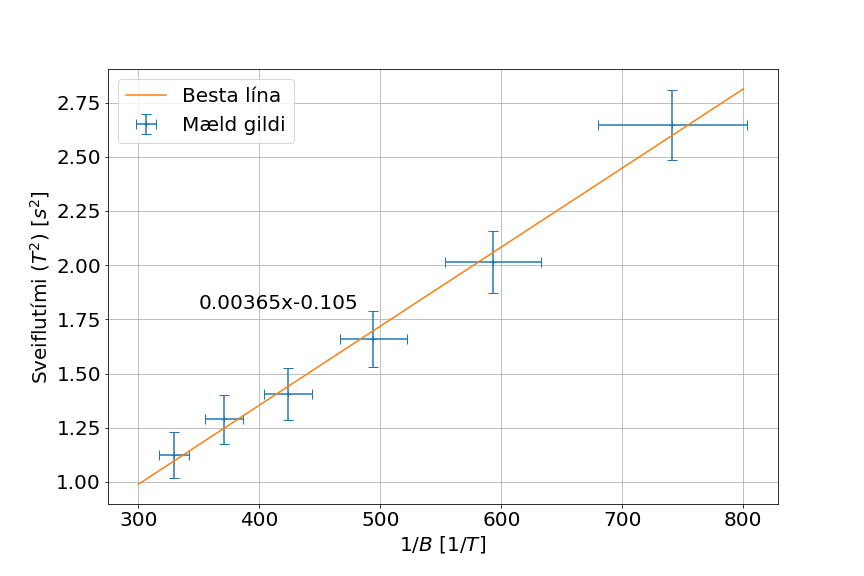 Besta lína
Mæld gildi
2.75
2.50
2.25
2.00
1.75
1.50
1.25
1.00
Sveiflutími (T²) [s²]
0.00365x-0.105
300 400 500 600 700 800
1/B [1/T]